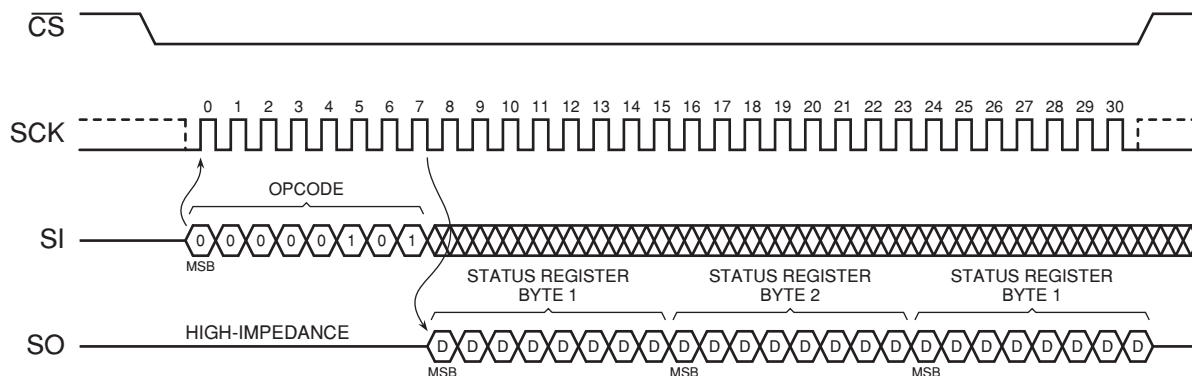 CS
SCK
0 1 2 3 4 5 6 7 8 9 10 11 12 13 14 15 16 17 18 19 20 21 22 23 24 25 26 27 28 29 30
OPCODE
SI
0 0 0 0 0 1 0 1
MSB
STATUS REGISTER BYTE 1
STATUS REGISTER BYTE 2
STATUS REGISTER BYTE 1
SO
HIGH-IMPEDANCE
D D D D D D D D D D D D D D D D D D D D D D D D
MSB MSB MSB